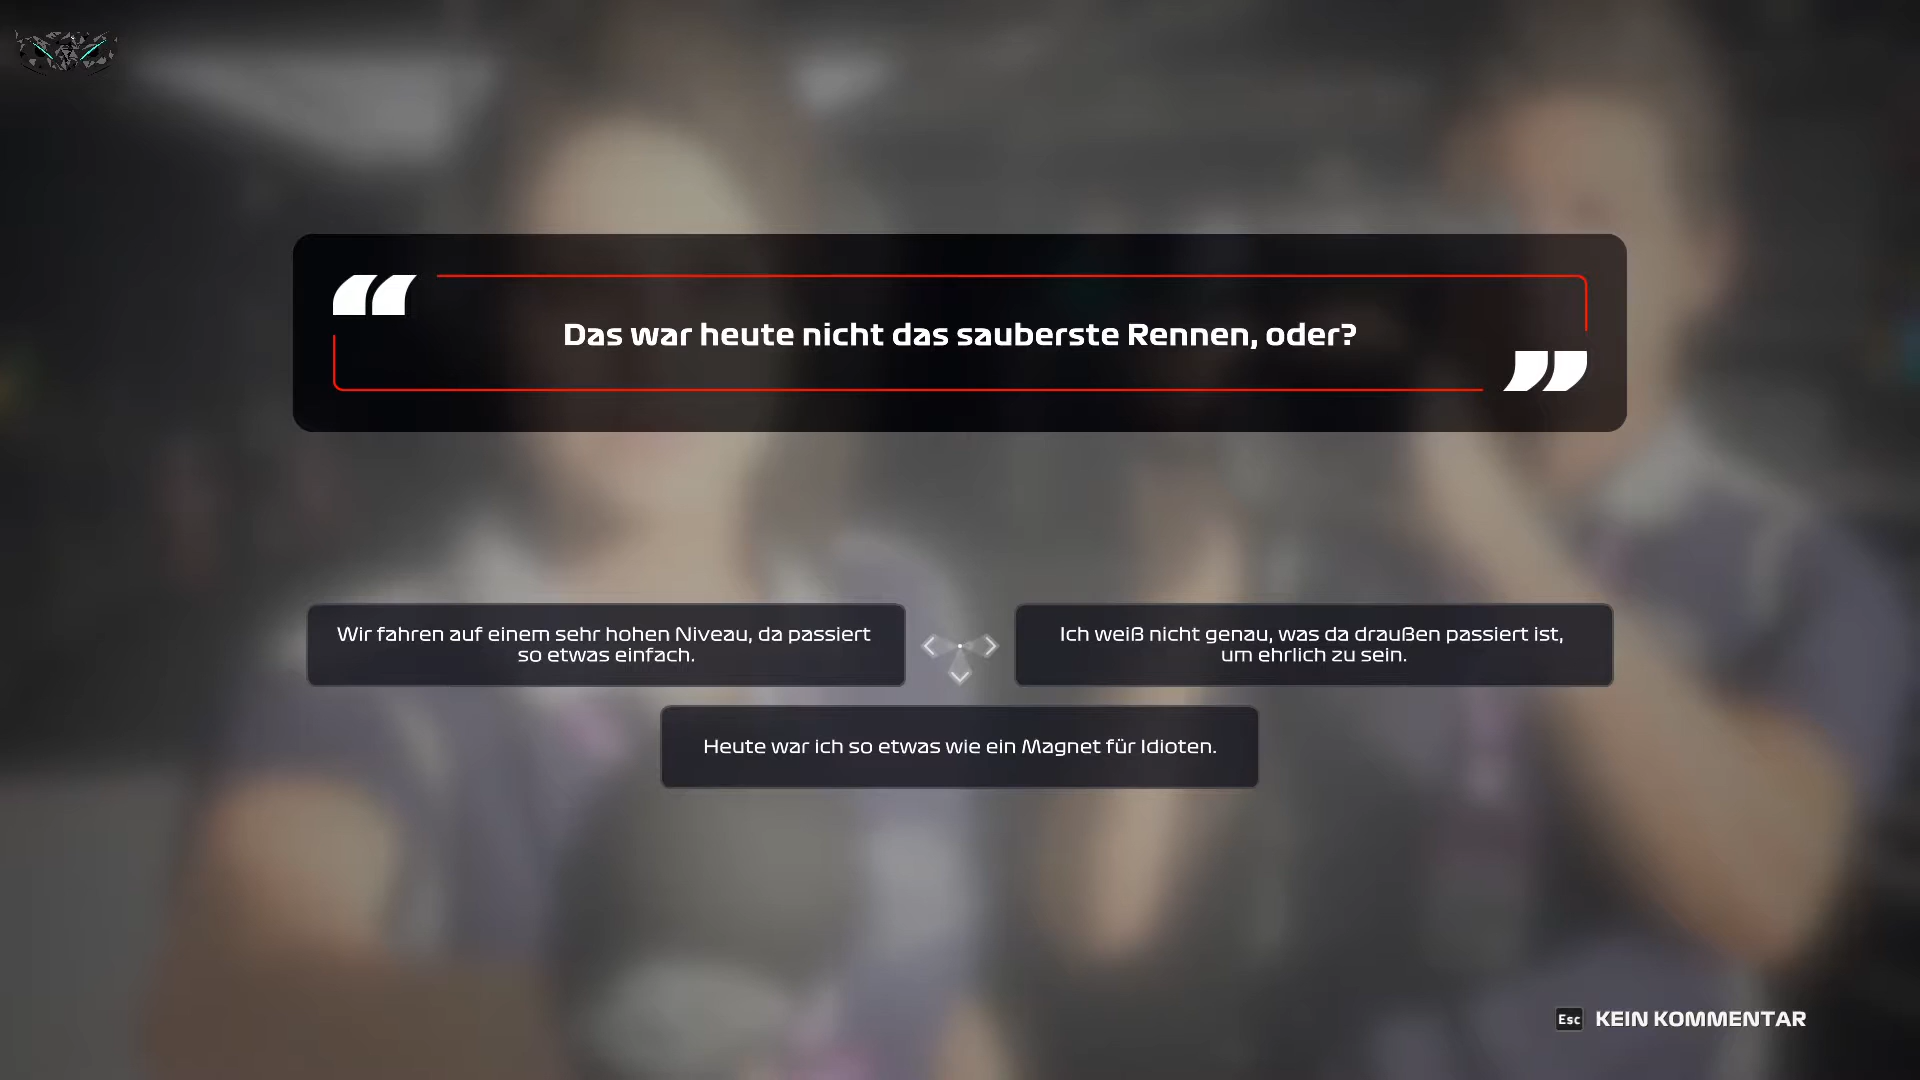 Das war heute nicht das sauberste Rennen, oder?
Wir fahren auf einem sehr hohen Niveau, da passiert
so etwas einfach.
Ich weiß nicht genau, was da draußen passiert ist,
um ehrlich zu sein.
Heute war ich so etwas wie ein Magnet für Idioten.
Esc KEIN KOMMENTAR